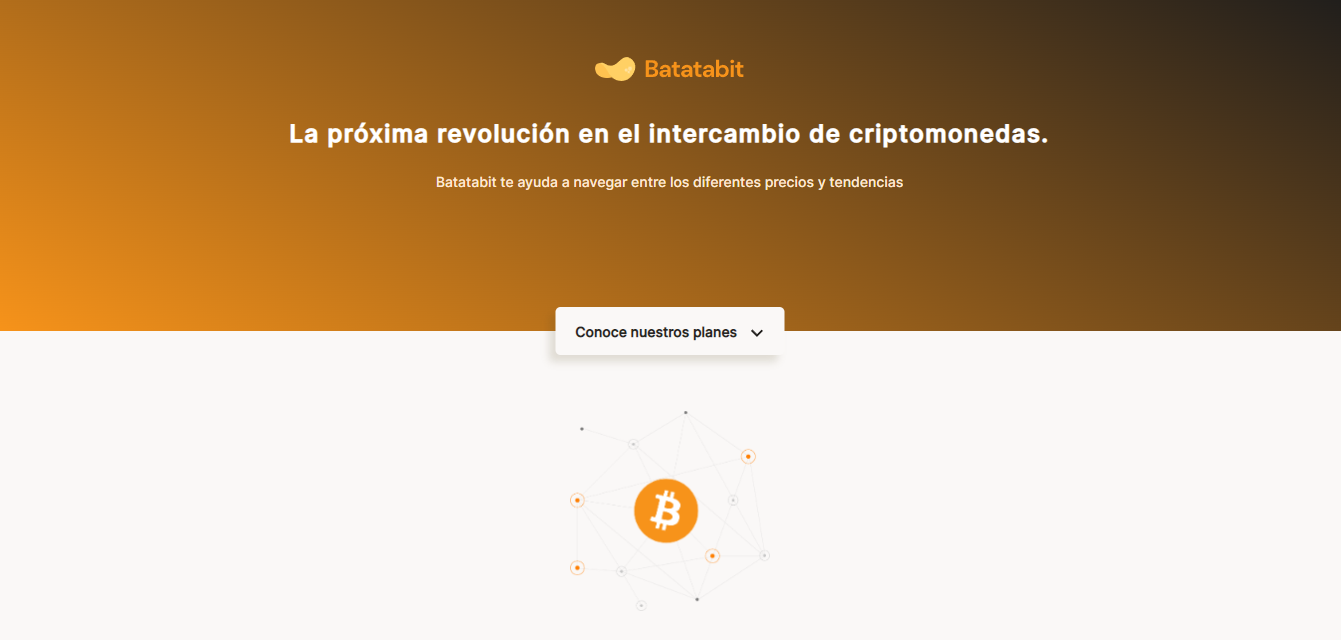 Batatabit
La próxima revolución en el intercambio de criptomonedas.
Batatabit te ayuda a navegar entre los diferentes precios y tendencias
Conoce nuestros planes